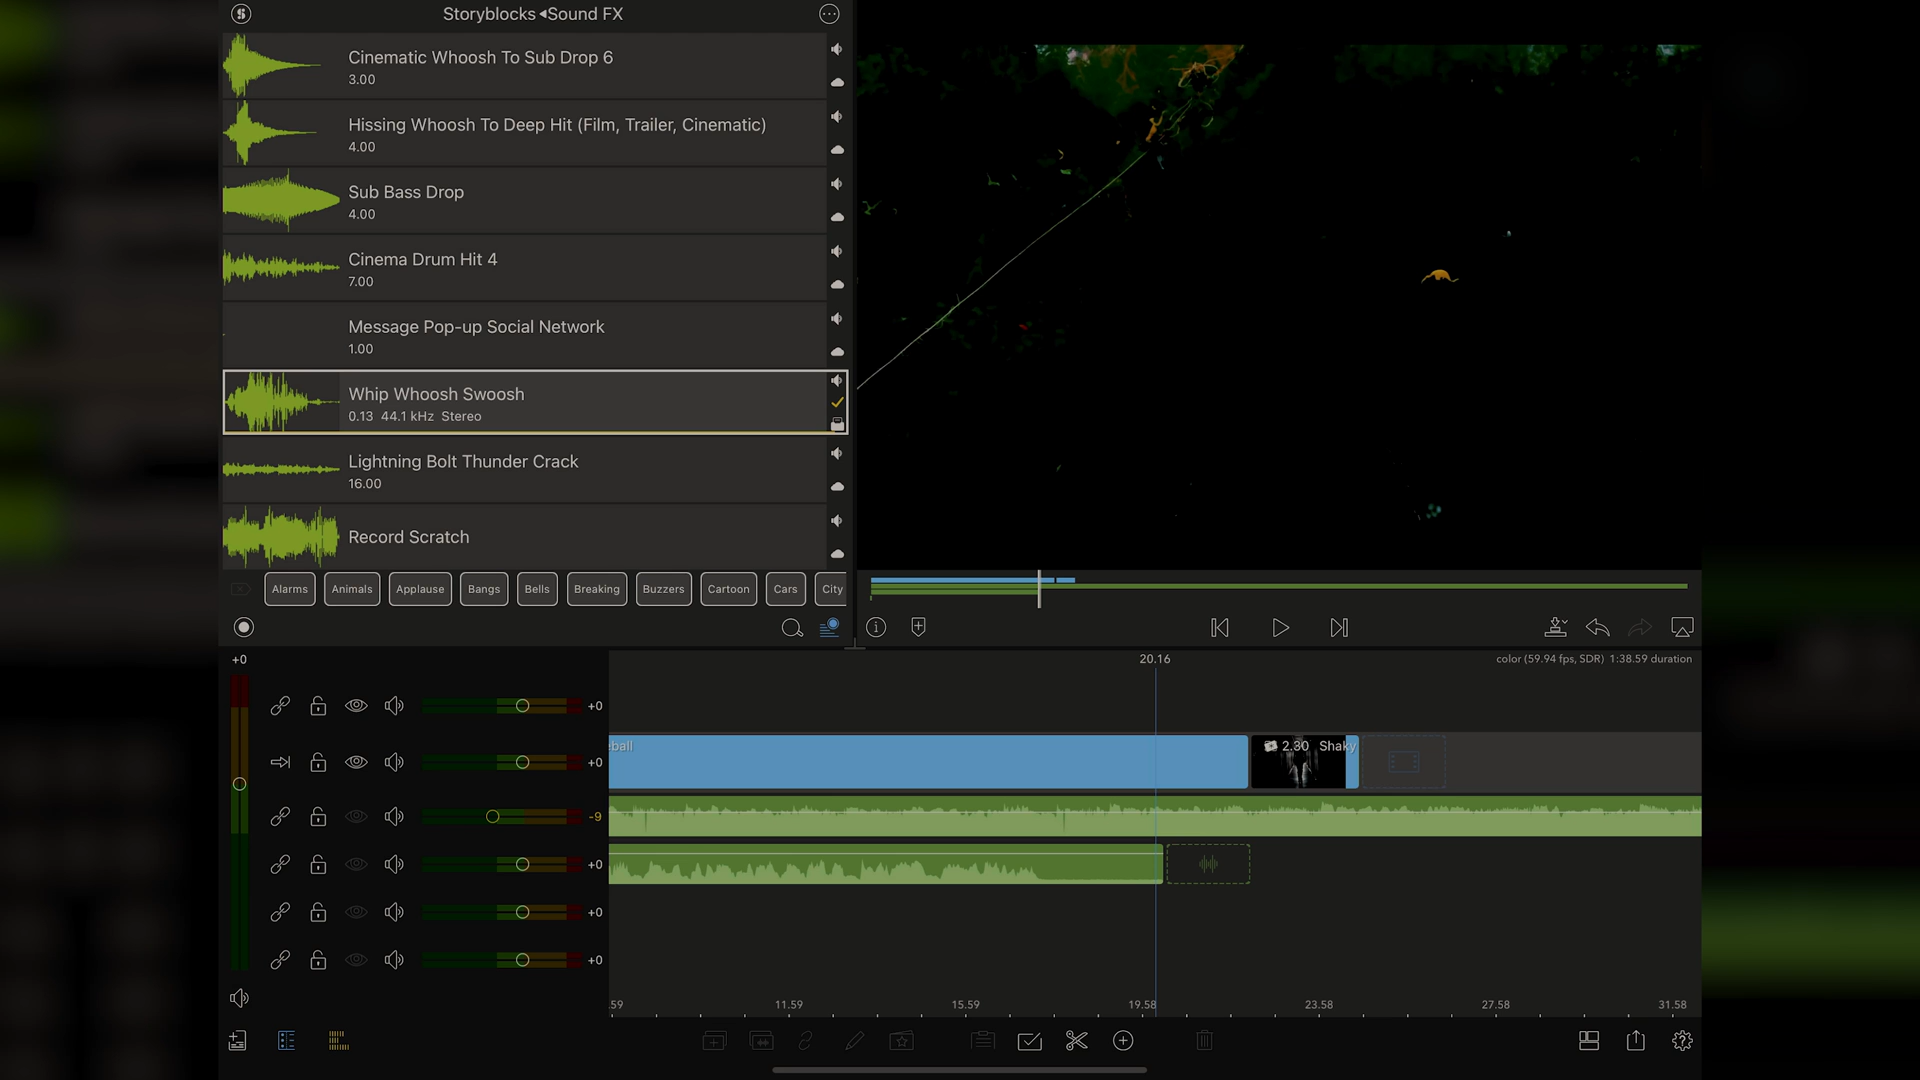 Storyblocks ◂Sound FX
Cinematic Whoosh To Sub Drop 6
3.00
Hissing Whoosh To Deep Hit (Film, Trailer, Cinematic)
4.00
Sub Bass Drop
4.00
Cinema Drum Hit 4
7.00
Message Pop-up Social Network
1.00
Whip Whoosh Swoosh
0.13 44.1 kHz Stereo
Lightning Bolt Thunder Crack
16.00
Record Scratch
Alarms Animals Applause Bangs Bells Breaking Buzzers Cartoon Cars City
+0 20.16 color (59.94 fps, SDR) 1:38.59 duration
+0
eball 2.30 Shaky
+0
-9
+0
+0
+0
.59 11.59 15.59 19.58 23.58 27.58 31.58